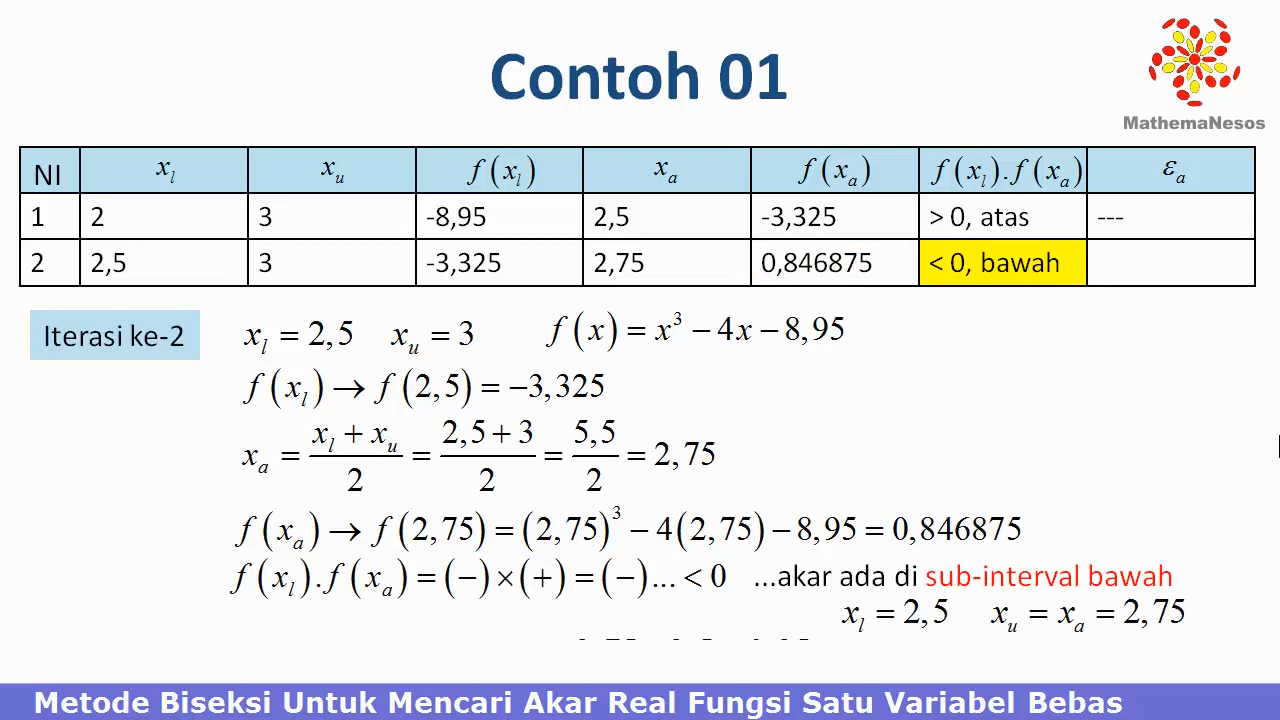 Contoh 01
MathemaNesos
NI x_l x_u f(x_l) x_a f(x_a) f(x_l).f(x_a) ε_a
1 2 3 -8,95 2,5 -3,325 > 0, atas ---
2 2,5 3 -3,325 2,75 0,846875 < 0, bawah
Iterasi ke-2 x_l = 2,5 x_u = 3 f(x) = x³ − 4x − 8,95
f(x_l) → f(2,5) = −3,325
x_a = (x_l + x_u)/2 = (2,5 + 3)/2 = 5,5/2 = 2,75
f(x_a) → f(2,75) = (2,75)³ − 4(2,75) − 8,95 = 0,846875
f(x_l).f(x_a) = (−)×(+) = (−)... < 0 ...akar ada di sub-interval bawah
x_l = 2,5 x_u = x_a = 2,75
Metode Biseksi Untuk Mencari Akar Real Fungsi Satu Variabel Bebas